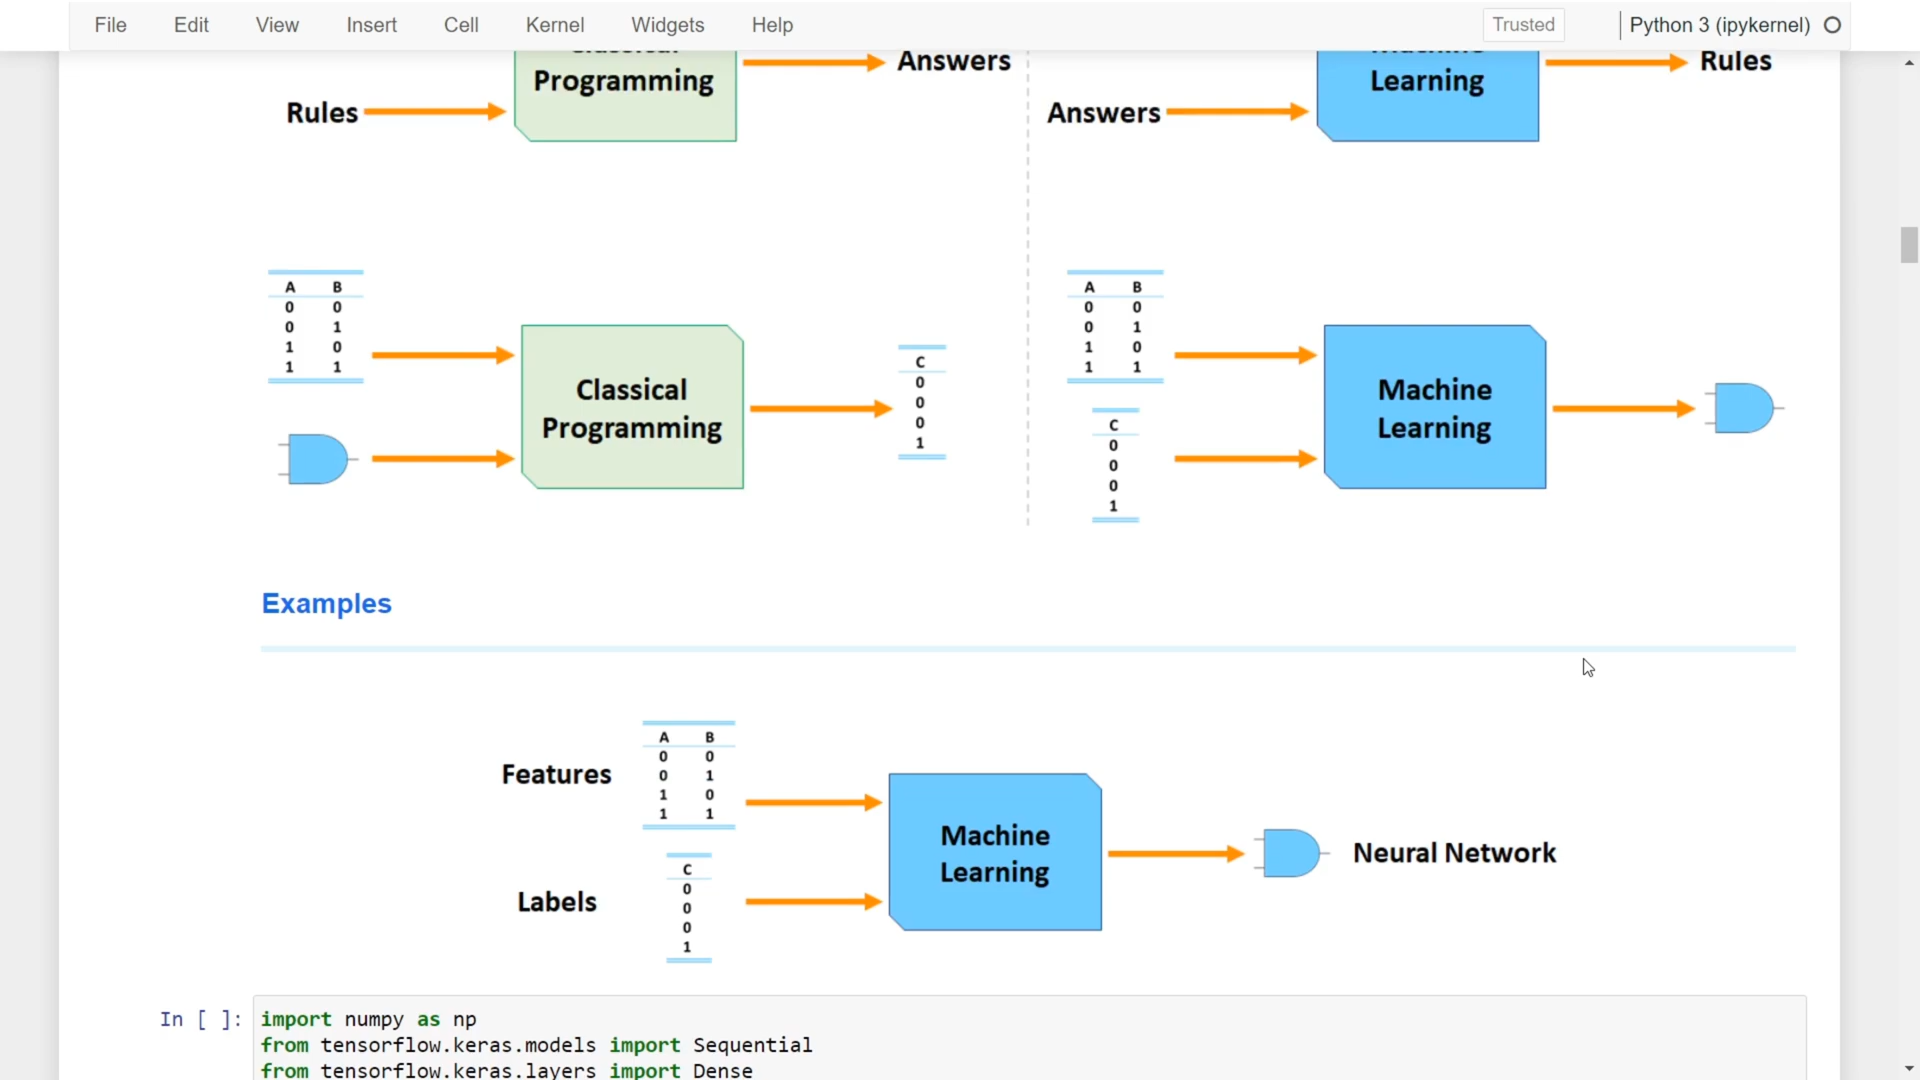 File Edit View Insert Cell Kernel Widgets Help Trusted Python 3 (ipykernel)
Programming
Answers
Rules
Learning
Rules
Answers
A B
0 0
0 1
1 0
1 1
Classical
Programming
C
0
0
0
1
A B
0 0
0 1
1 0
1 1
C
0
0
0
1
Machine
Learning
Examples
Features
A B
0 0
0 1
1 0
1 1
Labels
C
0
0
0
1
Machine
Learning
Neural Network
In [ ]: import numpy as np
from tensorflow.keras.models import Sequential
from tensorflow.keras.layers import Dense